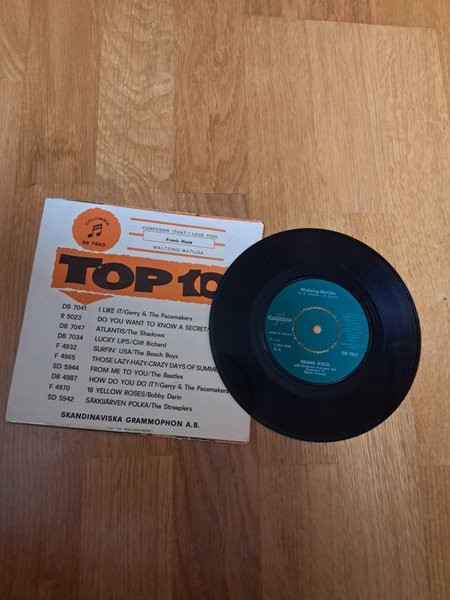 COLUMBIA
DB 7062
CONFESSIN' (THAT I LOVE YOU)
Frank Ifield
WALTZING MATILDA
TOP 10
DB 7041 I LIKE IT/Gerry & The Pacemakers
R 5023 DO YOU WANT TO KNOW A SECRET/
DB 7047 ATLANTIS/The Shadows
DB 7034 LUCKY LIPS/Cliff Richard
F 4932 SURFIN' USA/The Beach Boys
F 4965 THOSE LAZY-HAZY-CRAZY DAYS OF SUMME
SD 5944 FROM ME TO YOU/The Beatles
DB 4987 HOW DO YOU DO IT?/Gerry & The Pacemakers
F 4970 18 YELLOW ROSES/Bobby Darin
SD 5942 SÄKKIJÄRVEN POLKA/The Streaplers
SKANDINAVISKA GRAMMOPHON A.B.
Waltzing Matilda
Columbia
DB 7062
FRANK IFIELD